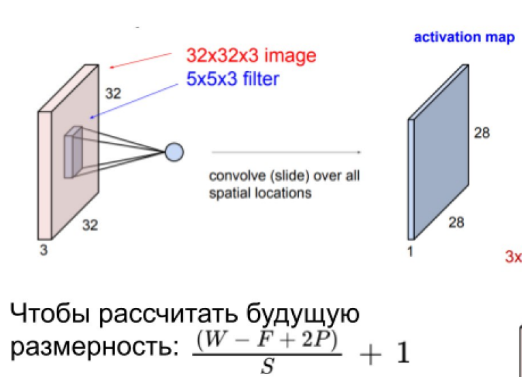 activation map
32x32x3 image
5x5x3 filter
32
28
convolve (slide) over all
spatial locations
32
28
3
1
3x
Чтобы рассчитать будущую
размерность: (W − F + 2P) / S + 1